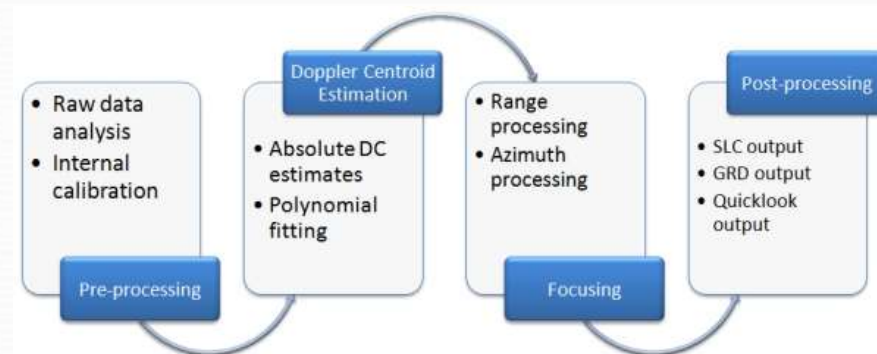 • Raw data
analysis
• Internal
calibration
Pre-processing
Doppler Centroid
Estimation
• Absolute DC
estimates
• Polynomial
fitting
• Range
processing
• Azimuth
processing
Focusing
Post-processing
• SLC output
• GRD output
• Quicklook
output